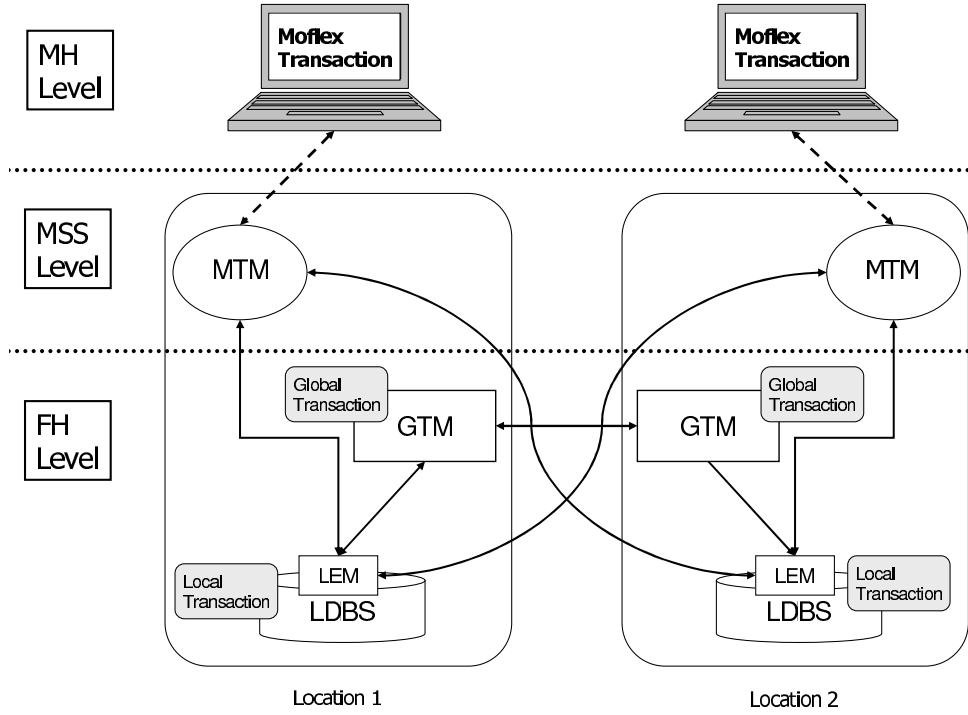 MH
Level
Moflex
Transaction
Moflex
Transaction
MSS
Level
MTM
MTM
FH
Level
Global
Transaction
GTM
GTM
Global
Transaction
Local
Transaction
LEM
LDBS
LEM
LDBS
Local
Transaction
Location 1
Location 2